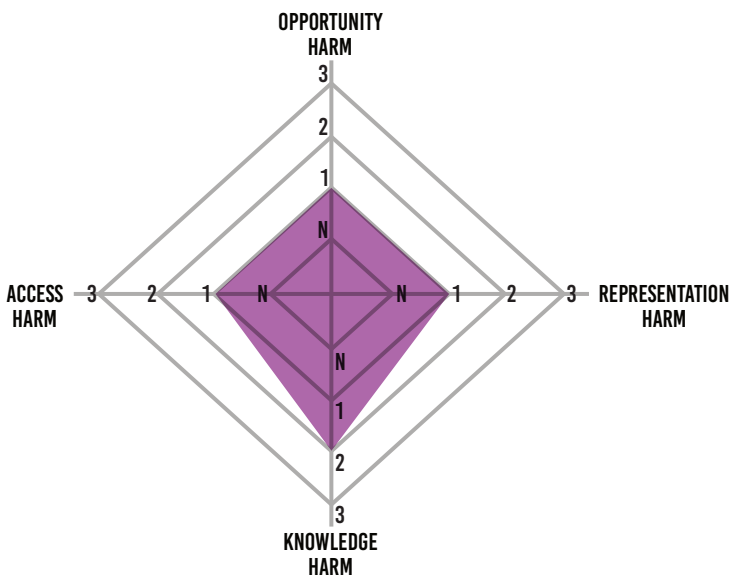 OPPORTUNITY
HARM
3
2
1
N
ACCESS
HARM
3 2 1 N N 1 2 3
REPRESENTATION
HARM
N
1
2
3
KNOWLEDGE
HARM